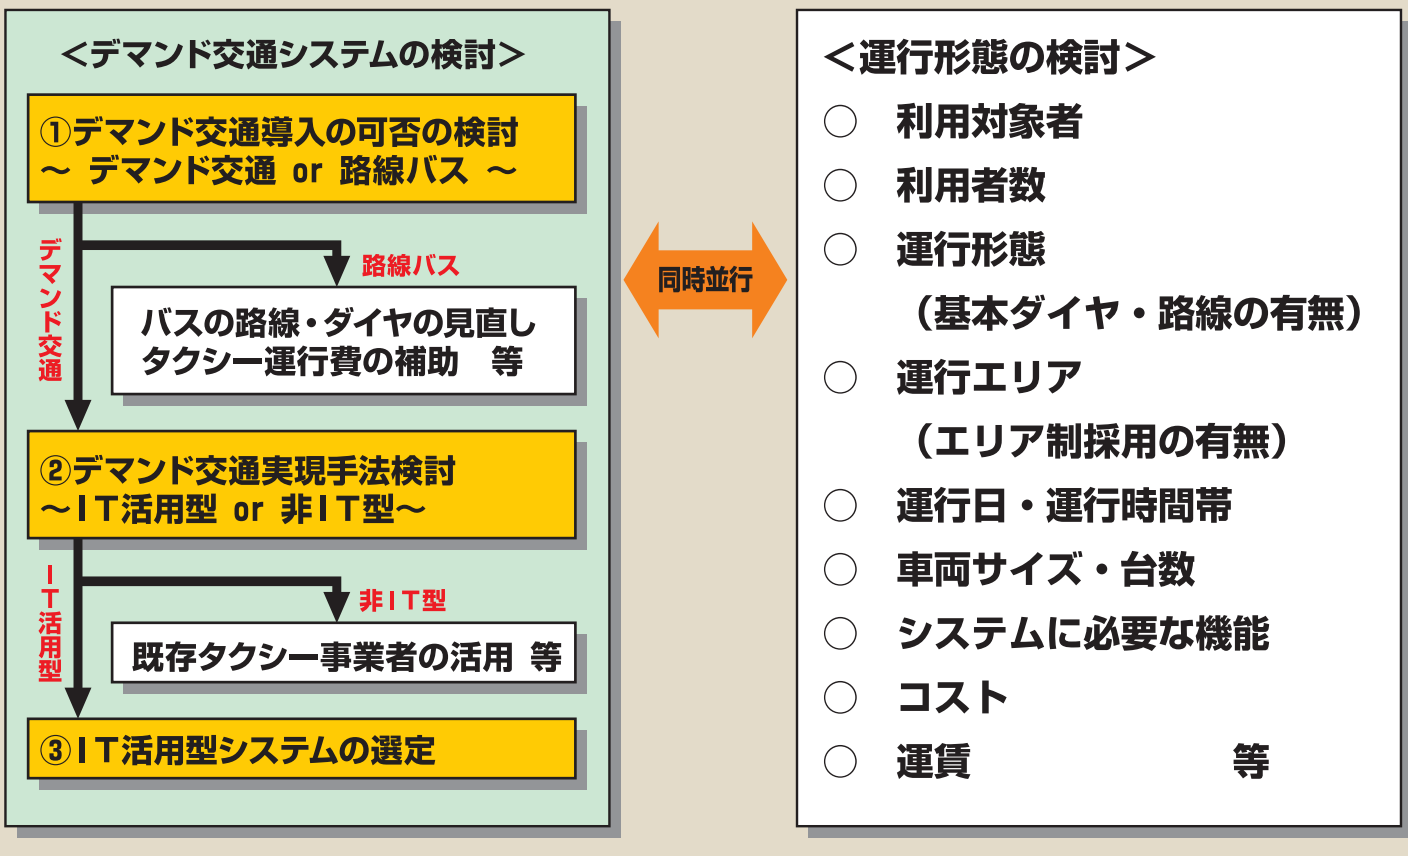 ＜デマンド交通システムの検討＞
①デマンド交通導入の可否の検討
～ デマンド交通 or 路線バス ～
デマンド交通
路線バス
バスの路線・ダイヤの見直し
タクシー運行費の補助　等
②デマンド交通実現手法検討
～IT活用型 or 非IT型～
IT活用型
非IT型
既存タクシー事業者の活用 等
③IT活用型システムの選定
同時並行
＜運行形態の検討＞
○　利用対象者
○　利用者数
○　運行形態
（基本ダイヤ・路線の有無）
○　運行エリア
（エリア制採用の有無）
○　運行日・運行時間帯
○　車両サイズ・台数
○　システムに必要な機能
○　コスト
○　運賃　　　　　　　等